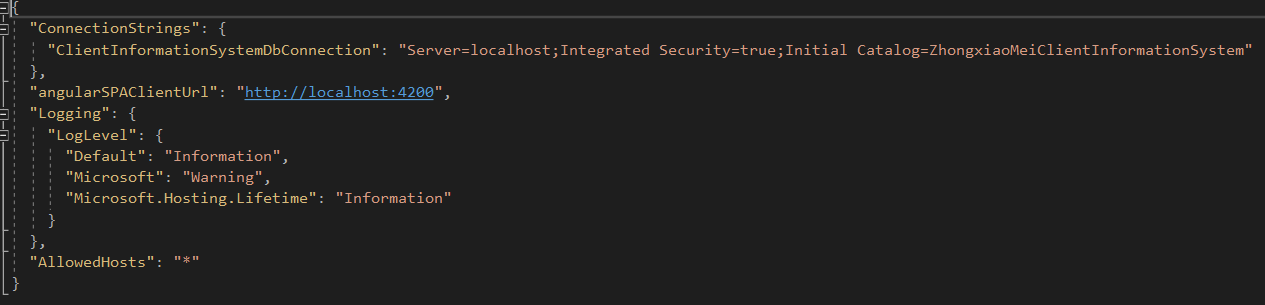 {
"ConnectionStrings": {
"ClientInformationSystemDbConnection": "Server=localhost;Integrated Security=true;Initial Catalog=ZhongxiaoMeiClientInformationSystem"
},
"angularSPAClientUrl": "http://localhost:4200",
"Logging": {
"LogLevel": {
"Default": "Information",
"Microsoft": "Warning",
"Microsoft.Hosting.Lifetime": "Information"
}
},
"AllowedHosts": "*"
}